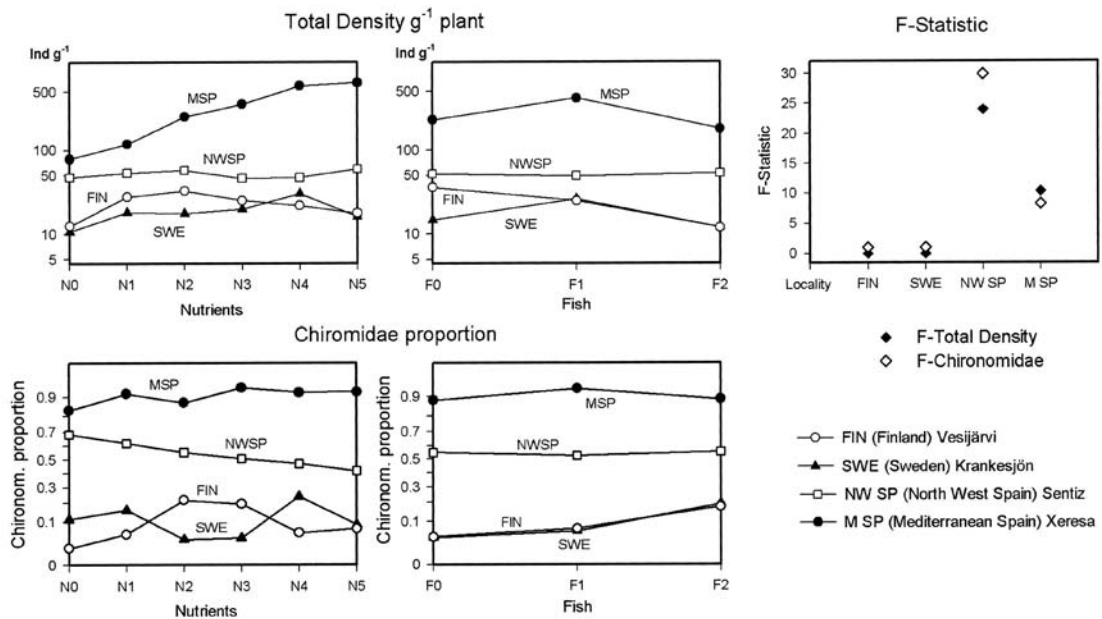 Total Density g⁻¹ plant
Ind g⁻¹
500
100
50
10
5
MSP
NWSP
FIN
SWE
N0 N1 N2 N3 N4 N5
Nutrients
Ind g⁻¹
500
100
50
10
5
MSP
NWSP
FIN
SWE
F0 F1 F2
Fish
F-Statistic
F-Statistic
30
25
20
15
10
5
0
Locality FIN SWE NW SP M SP
F-Total Density
F-Chironomidae
Chiromidae proportion
Chironom. proportion
0.9
0.7
0.5
0.3
0.1
0
MSP
NWSP
FIN
SWE
N0 N1 N2 N3 N4 N5
Nutrients
Chironom. proportion
0.9
0.7
0.5
0.3
0.1
0
MSP
NWSP
FIN
SWE
F0 F1 F2
Fish
FIN (Finland) Vesijärvi
SWE (Sweden) Krankesjön
NW SP (North West Spain) Sentiz
M SP (Mediterranean Spain) Xeresa